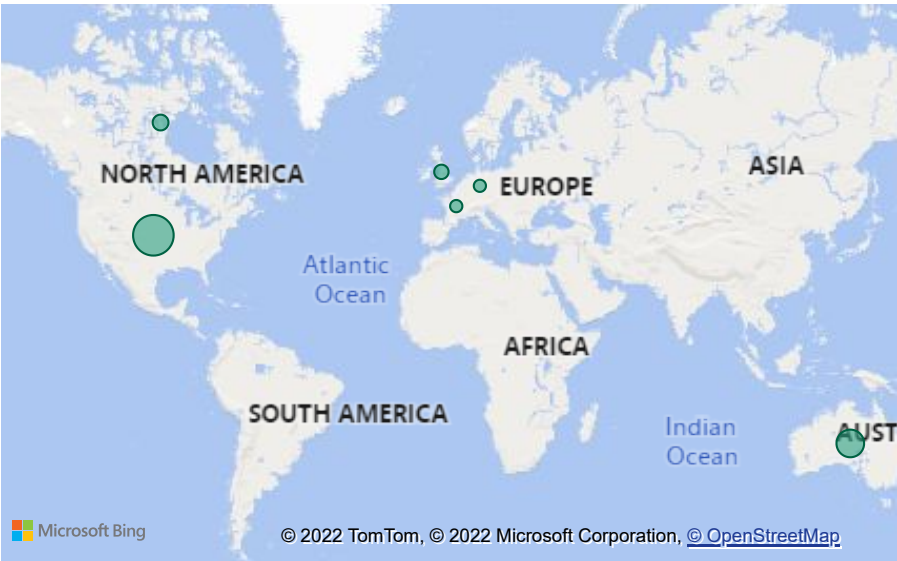 NORTH AMERICA
ASIA
EUROPE
Atlantic
Ocean
AFRICA
SOUTH AMERICA
Indian
Ocean
AUST
Microsoft Bing
© 2022 TomTom, © 2022 Microsoft Corporation, © OpenStreetMap